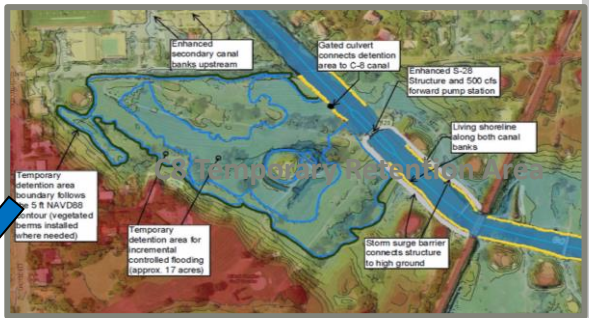 Enhanced
secondary canal
banks upstream
Gated culvert
connects detention
area to C-8 canal
Enhanced S-28
Structure and 500 cfs
forward pump station
Living shoreline
along both canal
banks
C8 Temporary Retention Area
Temporary
detention area
boundary follows
he 5 ft NAVD88
contour (vegetated
berms installed
where needed)
Temporary
detention area for
incremental
controlled flooding
(approx. 17 acres)
Storm surge barrier
connects structure
to high ground